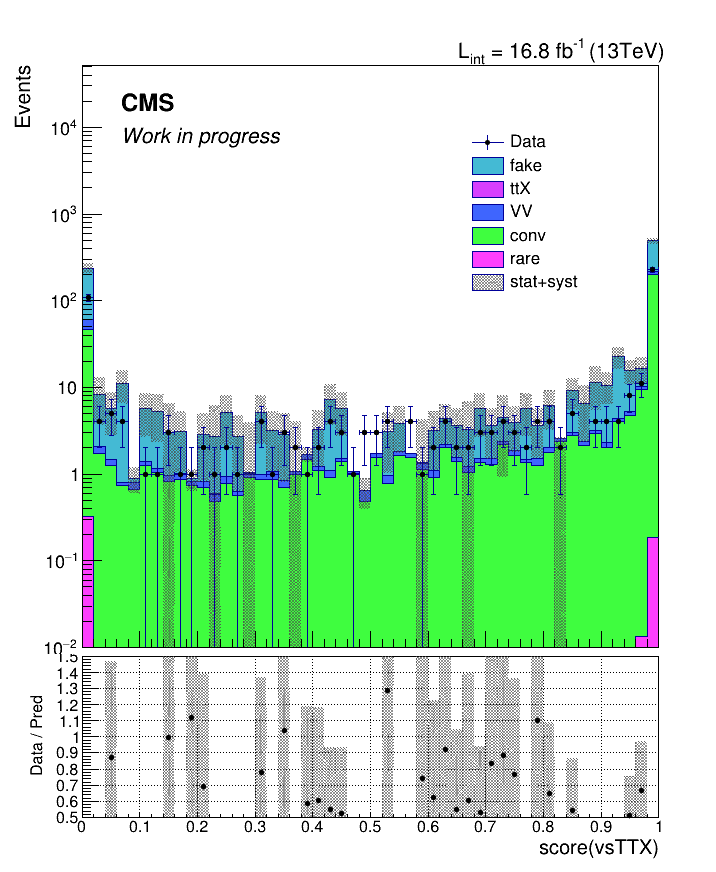 L_int = 16.8 fb^-1 (13TeV)
Events
CMS
Work in progress
Data
fake
ttX
VV
conv
rare
stat+syst
10^4
10^3
10^2
10
1
10^-1
10^-2
Data / Pred
1.5
1.4
1.3
1.2
1.1
1
0.9
0.8
0.7
0.6
0.5
0 0.1 0.2 0.3 0.4 0.5 0.6 0.7 0.8 0.9 1
score(vsTTX)